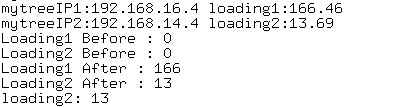 mytreeIP1:192.168.16.4 loading1:166.46
mytreeIP2:192.168.14.4 loading2:13.69
Loading1 Before : 0
Loading2 Before : 0
Loading1 After : 166
Loading2 After : 13
loading2: 13